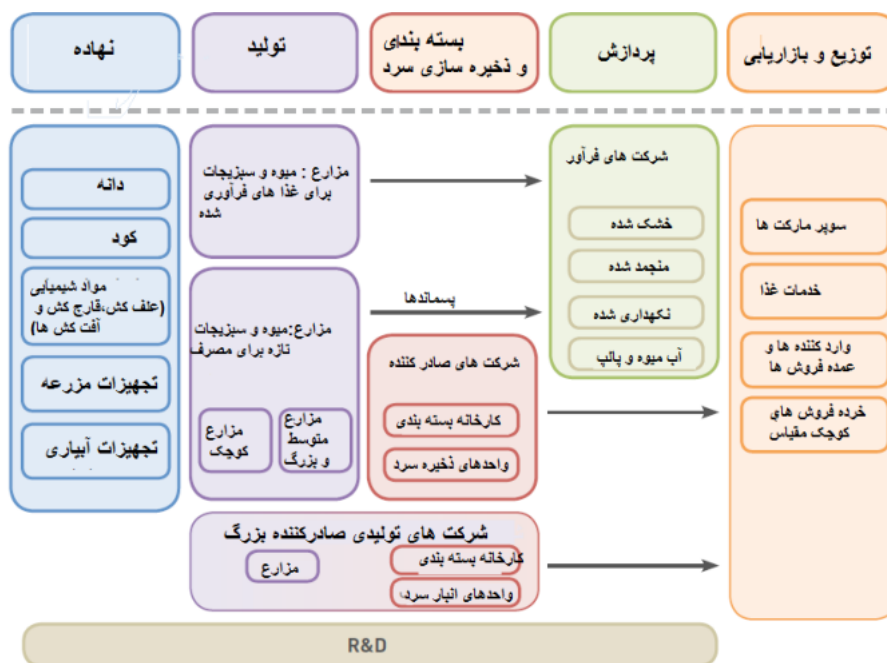 نهاده
تولید
بسته بندی
و ذخیره سازی سرد
پردازش
توزیع و بازاریابی
دانه
کود
مواد شیمیایی
(علف کش،قارچ کش و
آفت کش ها)
تجهیزات مزرعه
تجهیزات آبیاری
مزارع : میوه و سبزیجات
برای غذا های فرآوری
شده
مزارع:میوه و سبزیجات
تازه برای مصرف
مزارع
کوچک
مزارع
متوسط
و بزرگ
پسماندها
شرکت های صادر کننده
کارخانه بسته بندی
واحدهای ذخیره سرد
شرکت های تولیدی صادرکننده بزرگ
مزارع
کارخانه بسته بندی
واحدهای انبار سرد
شرکت های فرآور
خشک شده
منجمد شده
نگهداری شده
آب میوه و پالپ
سوپر مارکت ها
خدمات غذا
وارد کننده ها و
عمده فروش ها
خرده فروش های
کوچک مقیاس
R&D